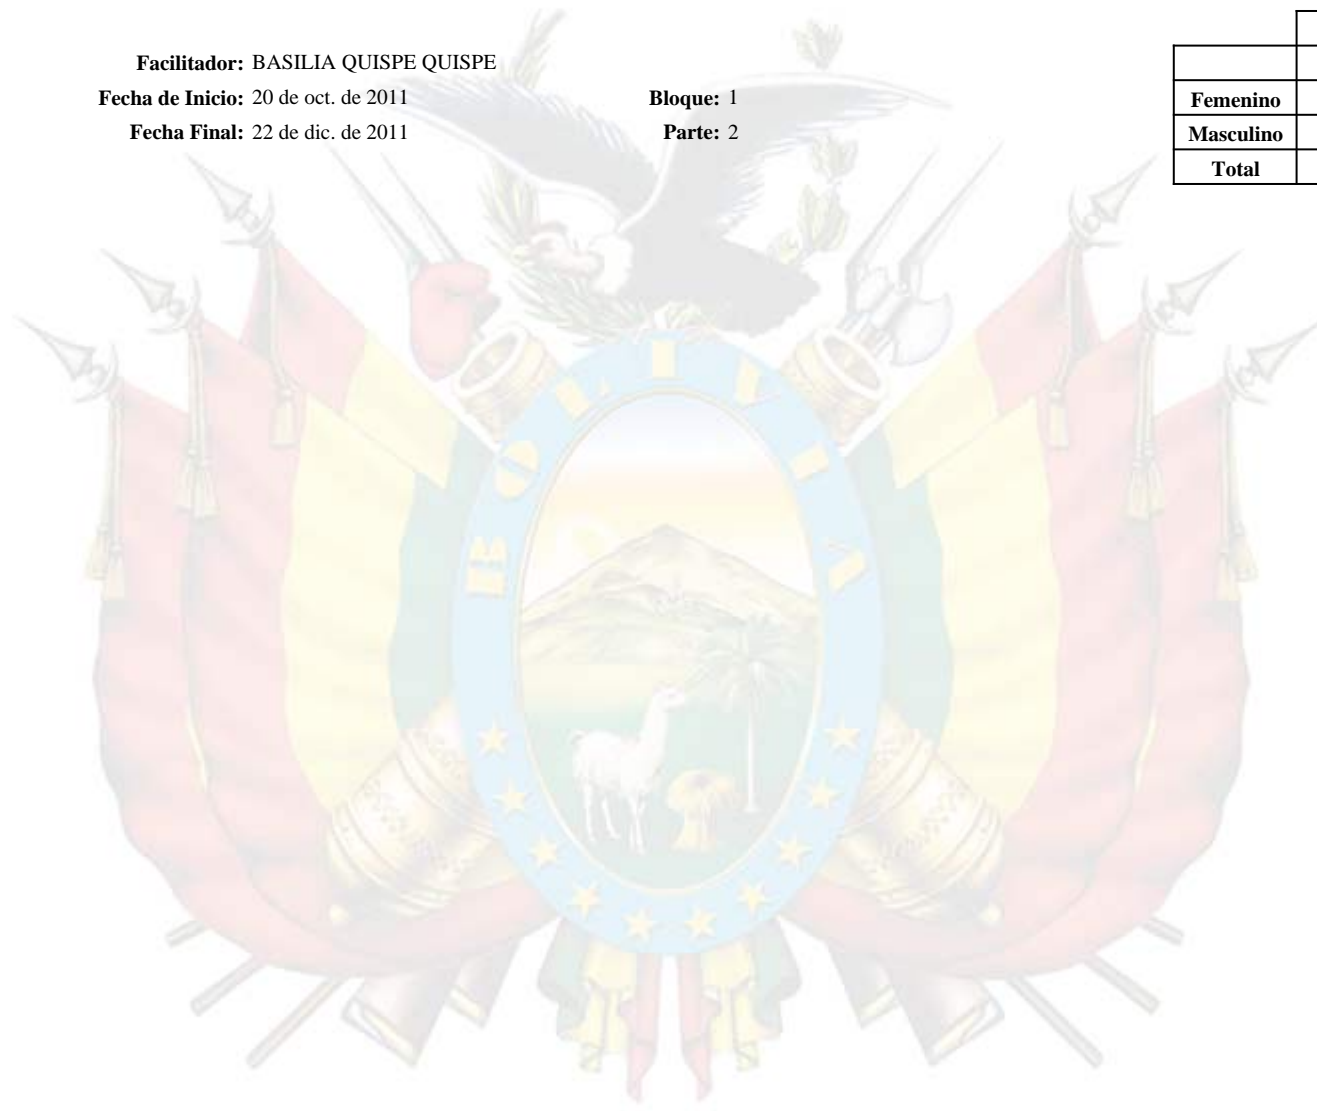 Facilitador: BASILIA QUISPE QUISPE
Fecha de Inicio: 20 de oct. de 2011 Bloque: 1
Fecha Final: 22 de dic. de 2011 Parte: 2
Femenino
Masculino
Total
BOLIVIA